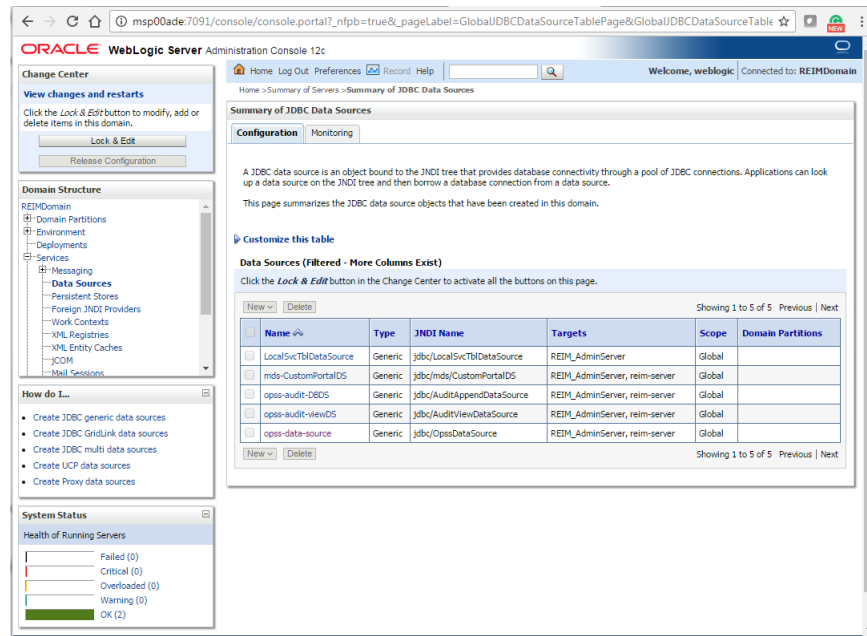 msp00ade:7091/console/console.portal?_nfpb=true&_pageLabel=GlobalJDBCDataSourceTablePage&GlobalJDBCDataSourceTable
NEW
ORACLE WebLogic Server Administration Console 12c
Change Center
View changes and restarts
Click the Lock & Edit button to modify, add or
delete items in this domain.
Lock & Edit
Release Configuration
Domain Structure
REIMDomain
Domain Partitions
Environment
Deployments
Services
Messaging
Data Sources
Persistent Stores
Foreign JNDI Providers
Work Contexts
XML Registries
XML Entity Caches
jCOM
Mail Sessions
How do I...
Create JDBC generic data sources
Create JDBC GridLink data sources
Create JDBC multi data sources
Create UCP data sources
Create Proxy data sources
System Status
Health of Running Servers
Failed (0)
Critical (0)
Overloaded (0)
Warning (0)
OK (2)
Home Log Out Preferences Record Help
Welcome, weblogic Connected to: REIMDomain
Home >Summary of Servers >Summary of JDBC Data Sources
Summary of JDBC Data Sources
Configuration Monitoring
A JDBC data source is an object bound to the JNDI tree that provides database connectivity through a pool of JDBC connections. Applications can look
up a data source on the JNDI tree and then borrow a database connection from a data source.
This page summarizes the JDBC data source objects that have been created in this domain.
Customize this table
Data Sources (Filtered - More Columns Exist)
Click the Lock & Edit button in the Change Center to activate all the buttons on this page.
New Delete Showing 1 to 5 of 5 Previous | Next
Name Type JNDI Name Targets Scope Domain Partitions
LocalSvcTblDataSource Generic jdbc/LocalSvcTblDataSource REIM_AdminServer Global
mds-CustomPortalDS Generic jdbc/mds/CustomPortalDS REIM_AdminServer, reim-server Global
opss-audit-DBDS Generic jdbc/AuditAppendDataSource REIM_AdminServer, reim-server Global
opss-audit-viewDS Generic jdbc/AuditViewDataSource REIM_AdminServer, reim-server Global
opss-data-source Generic jdbc/OpssDataSource REIM_AdminServer, reim-server Global
New Delete Showing 1 to 5 of 5 Previous | Next